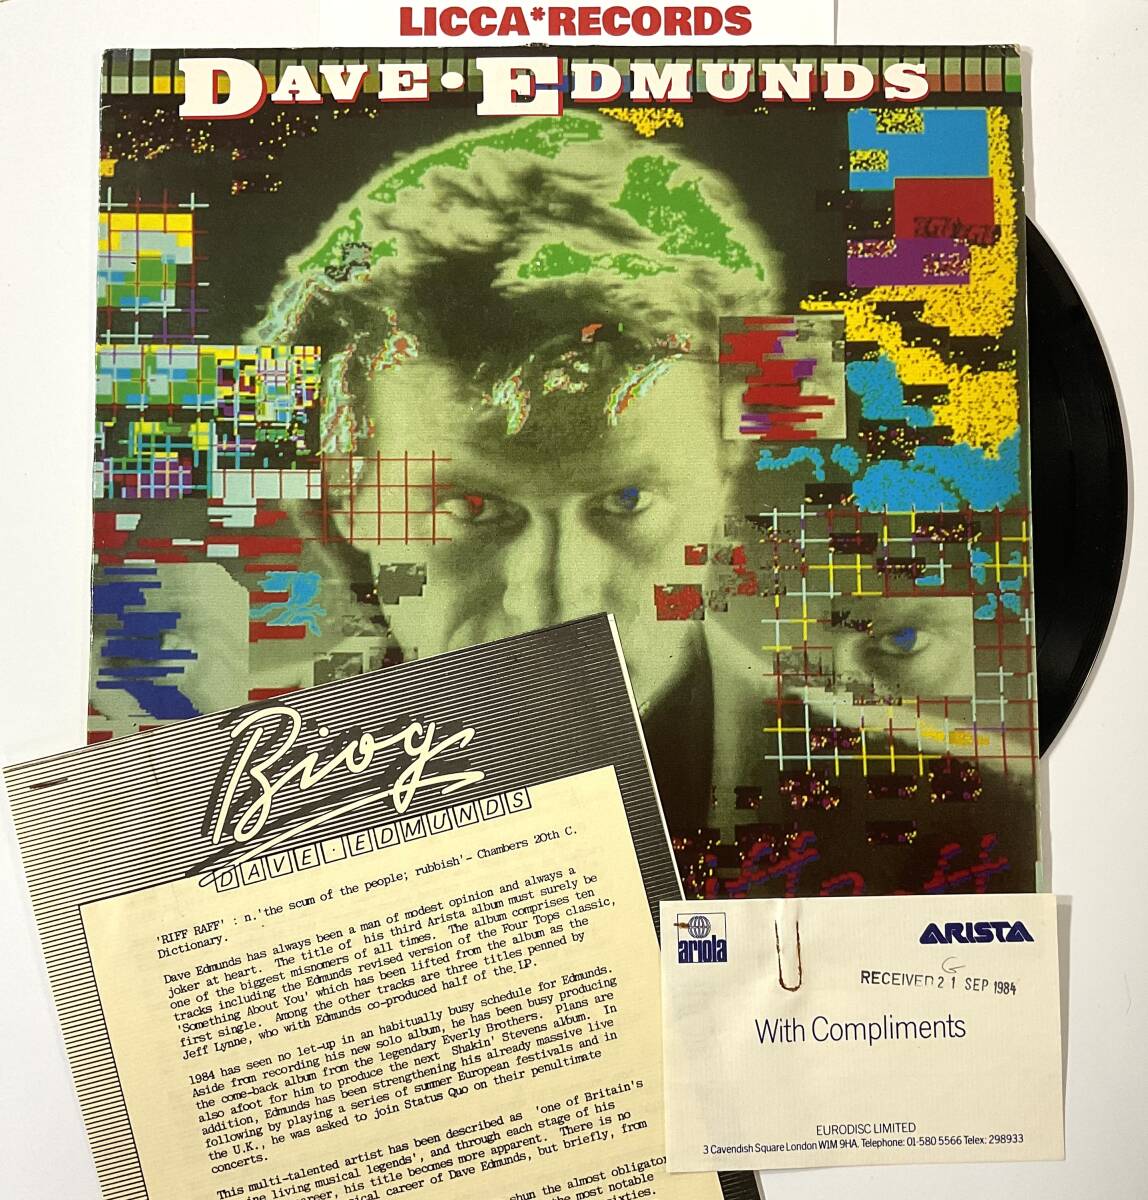 LICCA*RECORDS
DAVE·EDMUNDS
Biog
DAVE·EDMUNDS
'RIFF RAFF' : n.'the scum of the people; rubbish'- Chambers 20th C.
Dictionary.
Dave Edmunds has always been a man of modest opinion and always a
joker at heart. The title of his third Arista album must surely be
one of the biggest misnomers of all times. The album comprises ten
tracks including the Edmunds revised version of the Four Tops classic,
'Something About You' which has been lifted from the album as the
first single. Among the other tracks are three titles penned by
Jeff Lynne, who with Edmunds co-produced half of the LP.
1984 has seen no let-up in an habitually busy schedule for Edmunds.
Aside from recording his new solo album, he has been busy producing
the come-back album from the legendary Everly Brothers. Plans are
also afoot for him to produce the next Shakin' Stevens album. In
addition, Edmunds has been strengthening his already massive live
following by playing a series of summer European festivals and in
the U.K., he was asked to join Status Quo on their penultimate
concerts.
This multi-talented artist has been described as 'one of Britain's
living musical legends', and through each stage of his
career, his title becomes more apparent. There is no
career of Dave Edmunds, but briefly, from
shun the almost obligator
most notable
sixties.
ariola
ARISTA
RECEIVED 21 SEP 1984
With Compliments
EURODISC LIMITED
3 Cavendish Square London W1M 9HA. Telephone: 01-580 5566 Telex: 298933